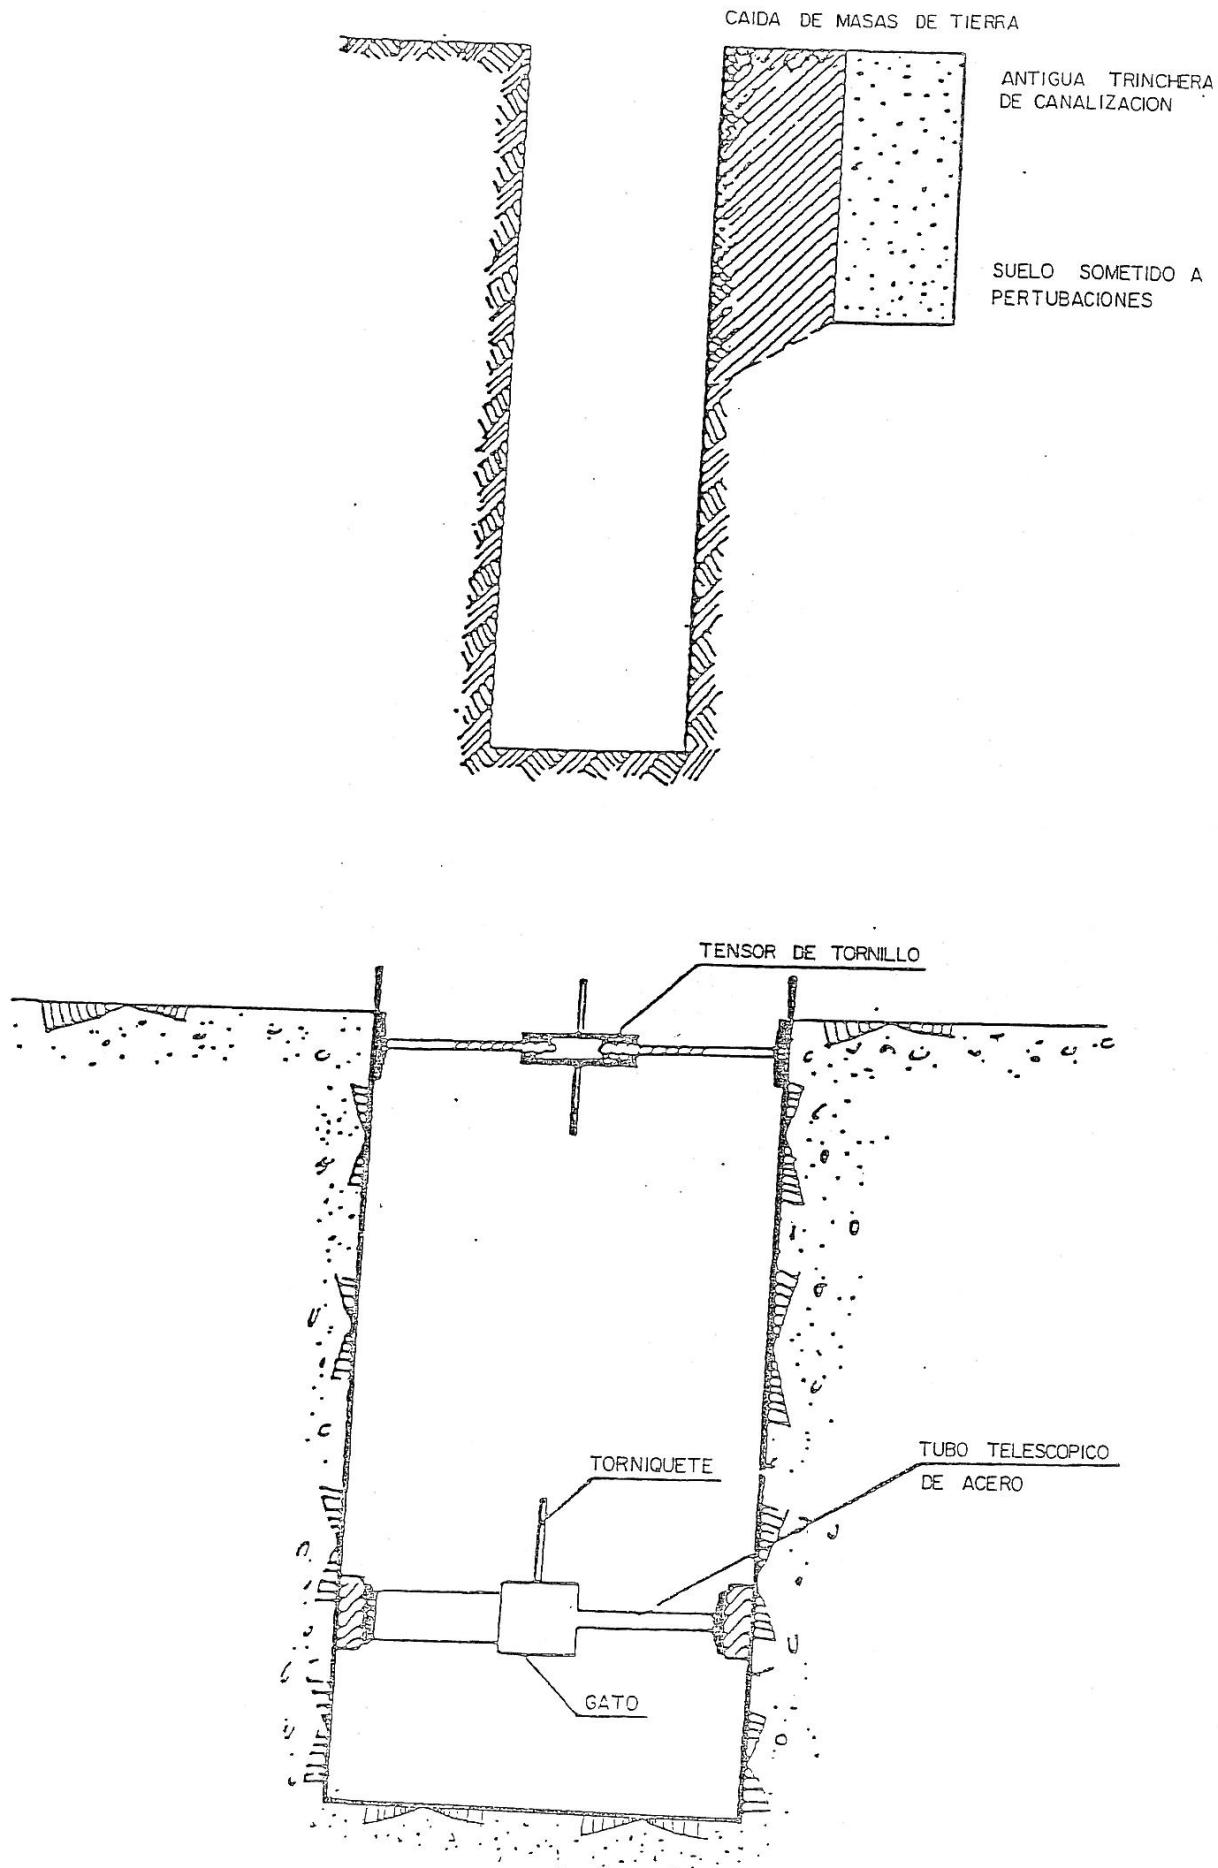 CAIDA DE MASAS DE TIERRA
ANTIGUA TRINCHERA
DE CANALIZACION
SUELO SOMETIDO A
PERTUBACIONES
TENSOR DE TORNILLO
TORNIQUETE
TUBO TELESCOPICO
DE ACERO
GATO